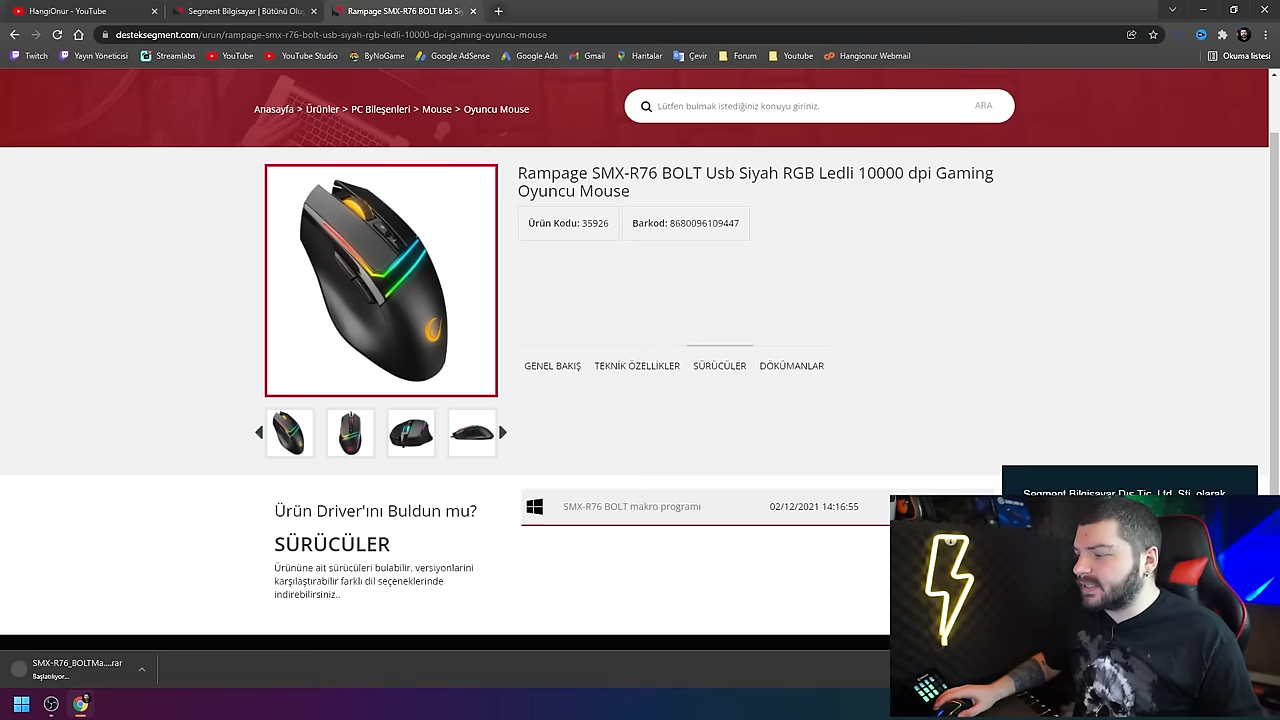 HangiOnur - YouTube
Segment Bilgisayar | Bütünü Olu
Rampage SMX-R76 BOLT Usb Si
desteksegment.com/urun/rampage-smx-r76-bolt-usb-siyah-rgb-ledli-10000-dpi-gaming-oyuncu-mouse
Twitch
Yayın Yöneticisi
Streamlabs
YouTube
YouTube Studio
ByNoGame
Google AdSense
Google Ads
Gmail
Haritalar
Çevir
Forum
Youtube
Hangionur Webmail
Okuma listesi
Anasayfa > Ürünler > PC Bileşenleri > Mouse > Oyuncu Mouse
Lütfen bulmak istediğiniz konuyu giriniz.
ARA
Rampage SMX-R76 BOLT Usb Siyah RGB Ledli 10000 dpi Gaming
Oyuncu Mouse
Ürün Kodu: 35926
Barkod: 8680096109447
GENEL BAKIŞ
TEKNİK ÖZELLİKLER
SÜRÜCÜLER
DÖKÜMANLAR
Segment Bilgisayar Dış Tic. Ltd. Şti. olarak
Ürün Driver'ını Buldun mu?
SMX-R76 BOLT makro programı
02/12/2021 14:16:55
SÜRÜCÜLER
Ürününe ait sürücüleri bulabilir, versiyonlarini
karşılaştırabilir farklı dil seçeneklerinde
indirebilirsiniz..
SMX-R76_BOLTMa....rar
Başlatılıyor...